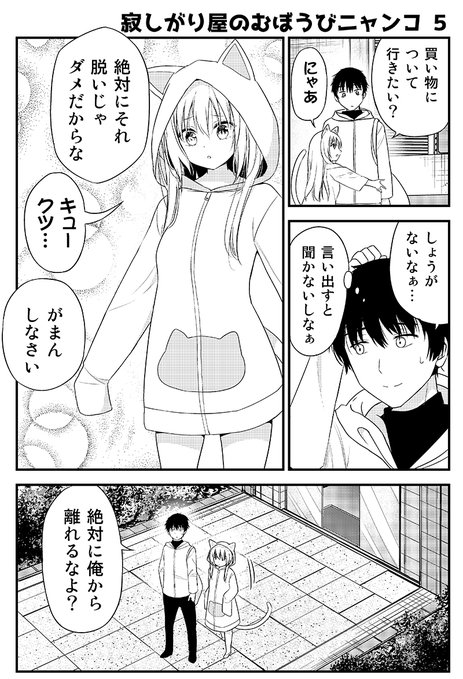 寂しがり屋のむぼうびニャンコ 5
買い物に
ついて
行きたい?
にゃあ
しょうが
ないなぁ…
言い出すと
聞かないしなぁ
絶対にそれ
脱いじゃ
ダメだからな
キュー
クツ…
がまん
しなさい
絶対に俺から
離れるなよ?